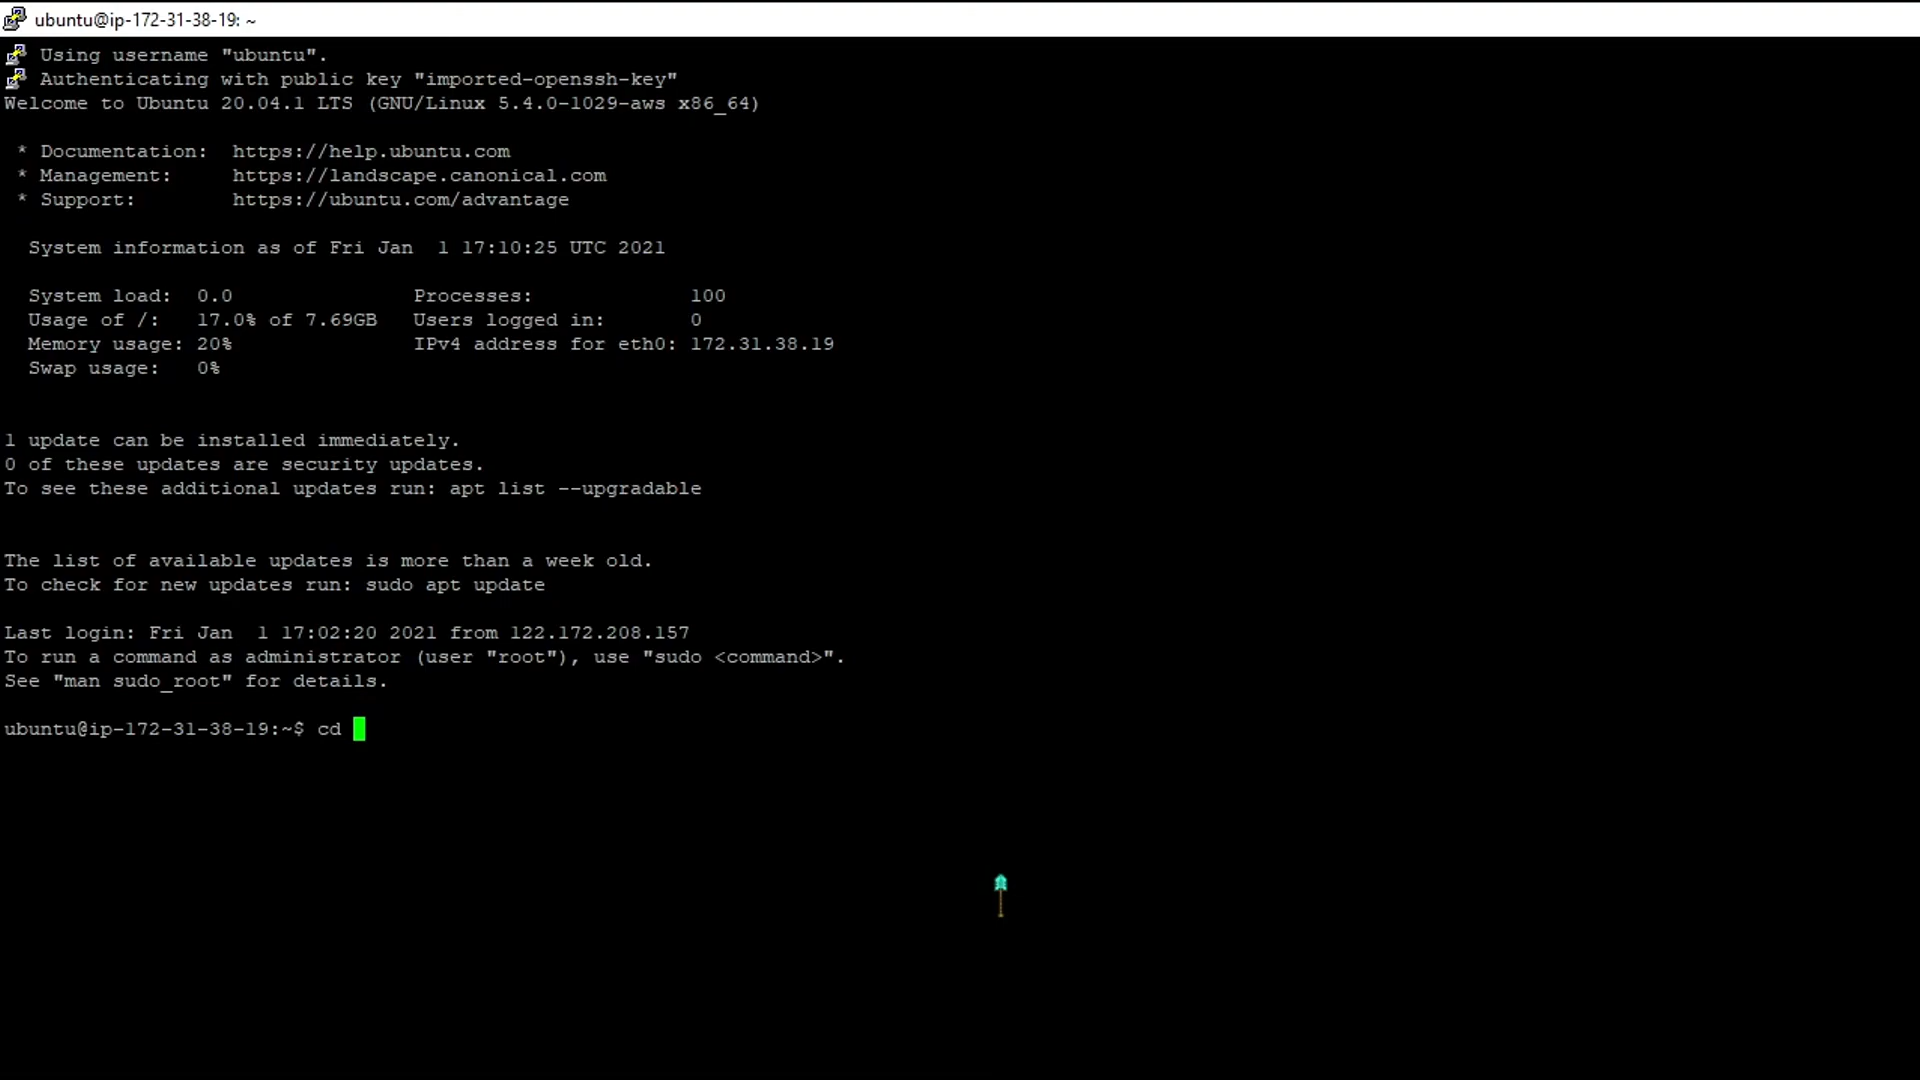 ubuntu@ip-172-31-38-19: ~
Using username "ubuntu".
Authenticating with public key "imported-openssh-key"
Welcome to Ubuntu 20.04.1 LTS (GNU/Linux 5.4.0-1029-aws x86_64)
* Documentation:  https://help.ubuntu.com
* Management:     https://landscape.canonical.com
* Support:        https://ubuntu.com/advantage
System information as of Fri Jan  1 17:10:25 UTC 2021
System load:  0.0               Processes:             100
Usage of /:   17.0% of 7.69GB   Users logged in:       0
Memory usage: 20%               IPv4 address for eth0: 172.31.38.19
Swap usage:   0%
1 update can be installed immediately.
0 of these updates are security updates.
To see these additional updates run: apt list --upgradable
The list of available updates is more than a week old.
To check for new updates run: sudo apt update
Last login: Fri Jan  1 17:02:20 2021 from 122.172.208.157
To run a command as administrator (user "root"), use "sudo <command>".
See "man sudo_root" for details.
ubuntu@ip-172-31-38-19:~$ cd